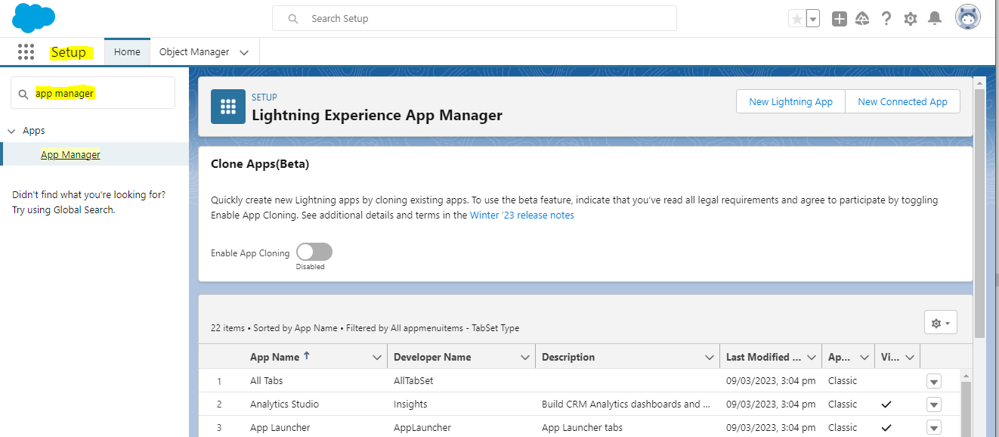 Search Setup
Setup
Home
Object Manager
app manager
Apps
App Manager
Didn't find what you're looking for?
Try using Global Search.
SETUP
Lightning Experience App Manager
New Lightning App
New Connected App
Clone Apps(Beta)
Quickly create new Lightning apps by cloning existing apps. To use the beta feature, indicate that you've read all legal requirements and agree to participate by toggling
Enable App Cloning. See additional details and terms in the Winter '23 release notes
Enable App Cloning
Disabled
22 items • Sorted by App Name • Filtered by All appmenuitems - TabSet Type
App Name ↑ Developer Name Description Last Modified ... Ap... Vi...
1 All Tabs AllTabSet 09/03/2023, 3:04 pm Classic
2 Analytics Studio Insights Build CRM Analytics dashboards and ... 09/03/2023, 3:04 pm Classic
3 App Launcher AppLauncher App Launcher tabs 09/03/2023, 3:04 pm Classic